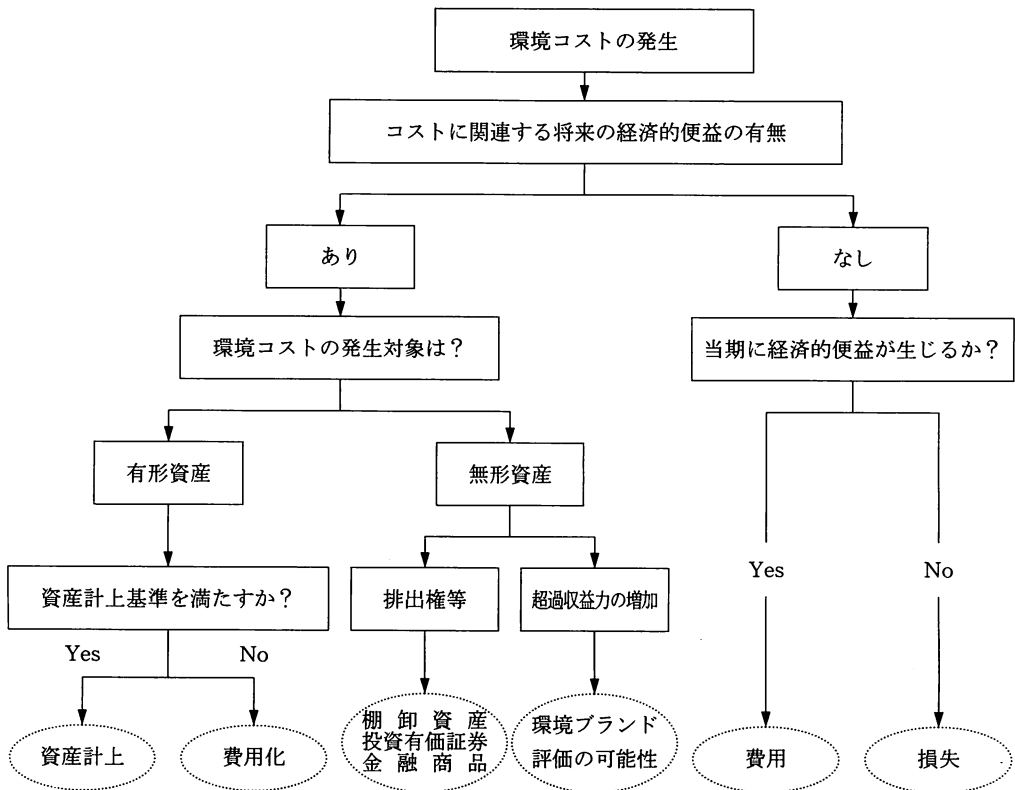 環境コストの発生
コストに関連する将来の経済的便益の有無
あり
なし
環境コストの発生対象は？
当期に経済的便益が生じるか？
有形資産
無形資産
資産計上基準を満たすか？
排出権等
超過収益力の増加
Yes
No
Yes
No
資産計上
費用化
棚卸資産
投資有価証券
金融商品
環境ブランド
評価の可能性
費用
損失